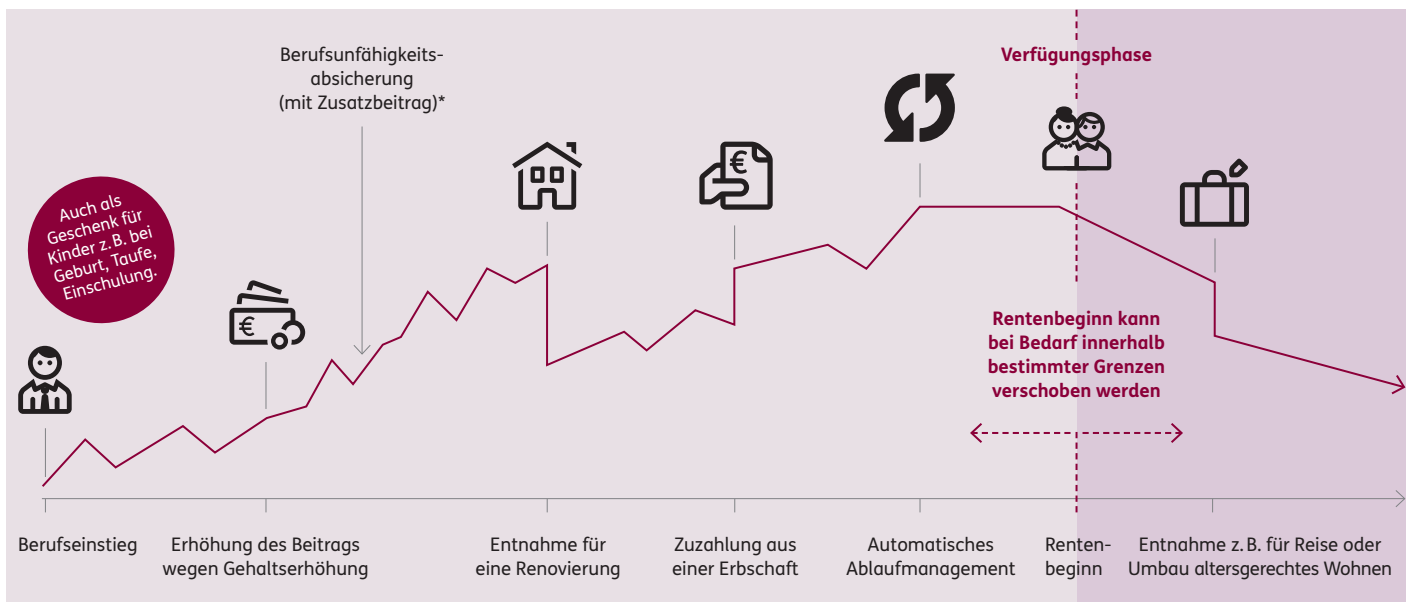 Berufsunfähigkeits-
absicherung
(mit Zusatzbeitrag)*
Verfügungsphase
Auch als
Geschenk für
Kinder z. B. bei
Geburt, Taufe,
Einschulung.
€
€
Rentenbeginn kann
bei Bedarf innerhalb
bestimmter Grenzen
verschoben werden
Berufseinstieg
Erhöhung des Beitrags
wegen Gehaltserhöhung
Entnahme für
eine Renovierung
Zuzahlung aus
einer Erbschaft
Automatisches
Ablaufmanagement
Renten-
beginn
Entnahme z. B. für Reise oder
Umbau altersgerechtes Wohnen